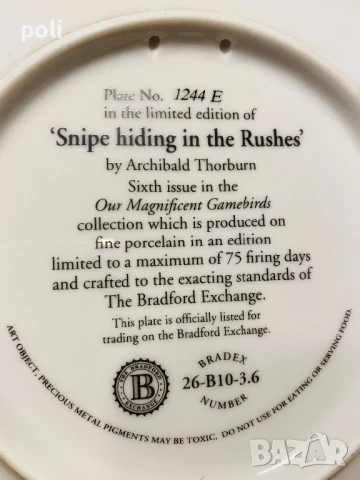 poli
Plate No. 1244 E
in the limited edition of
'Snipe hiding in the Rushes'
by Archibald Thorburn
Sixth issue in the
Our Magnificent Gamebirds
collection which is produced on
fine porcelain in an edition
limited to a maximum of 75 firing days
and crafted to the exacting standards of
The Bradford Exchange.
This plate is officially listed for
trading on the Bradford Exchange.
THE BRADFORD
B
EXCHANGE
BRADEX
26-B10-3.6
NUMBER
ART OBJECT, PRECIOUS METAL PIGMENTS MAY BE TOXIC. DO NOT USE FOR EATING OR SERVING FOOD.
BAZAR.bg